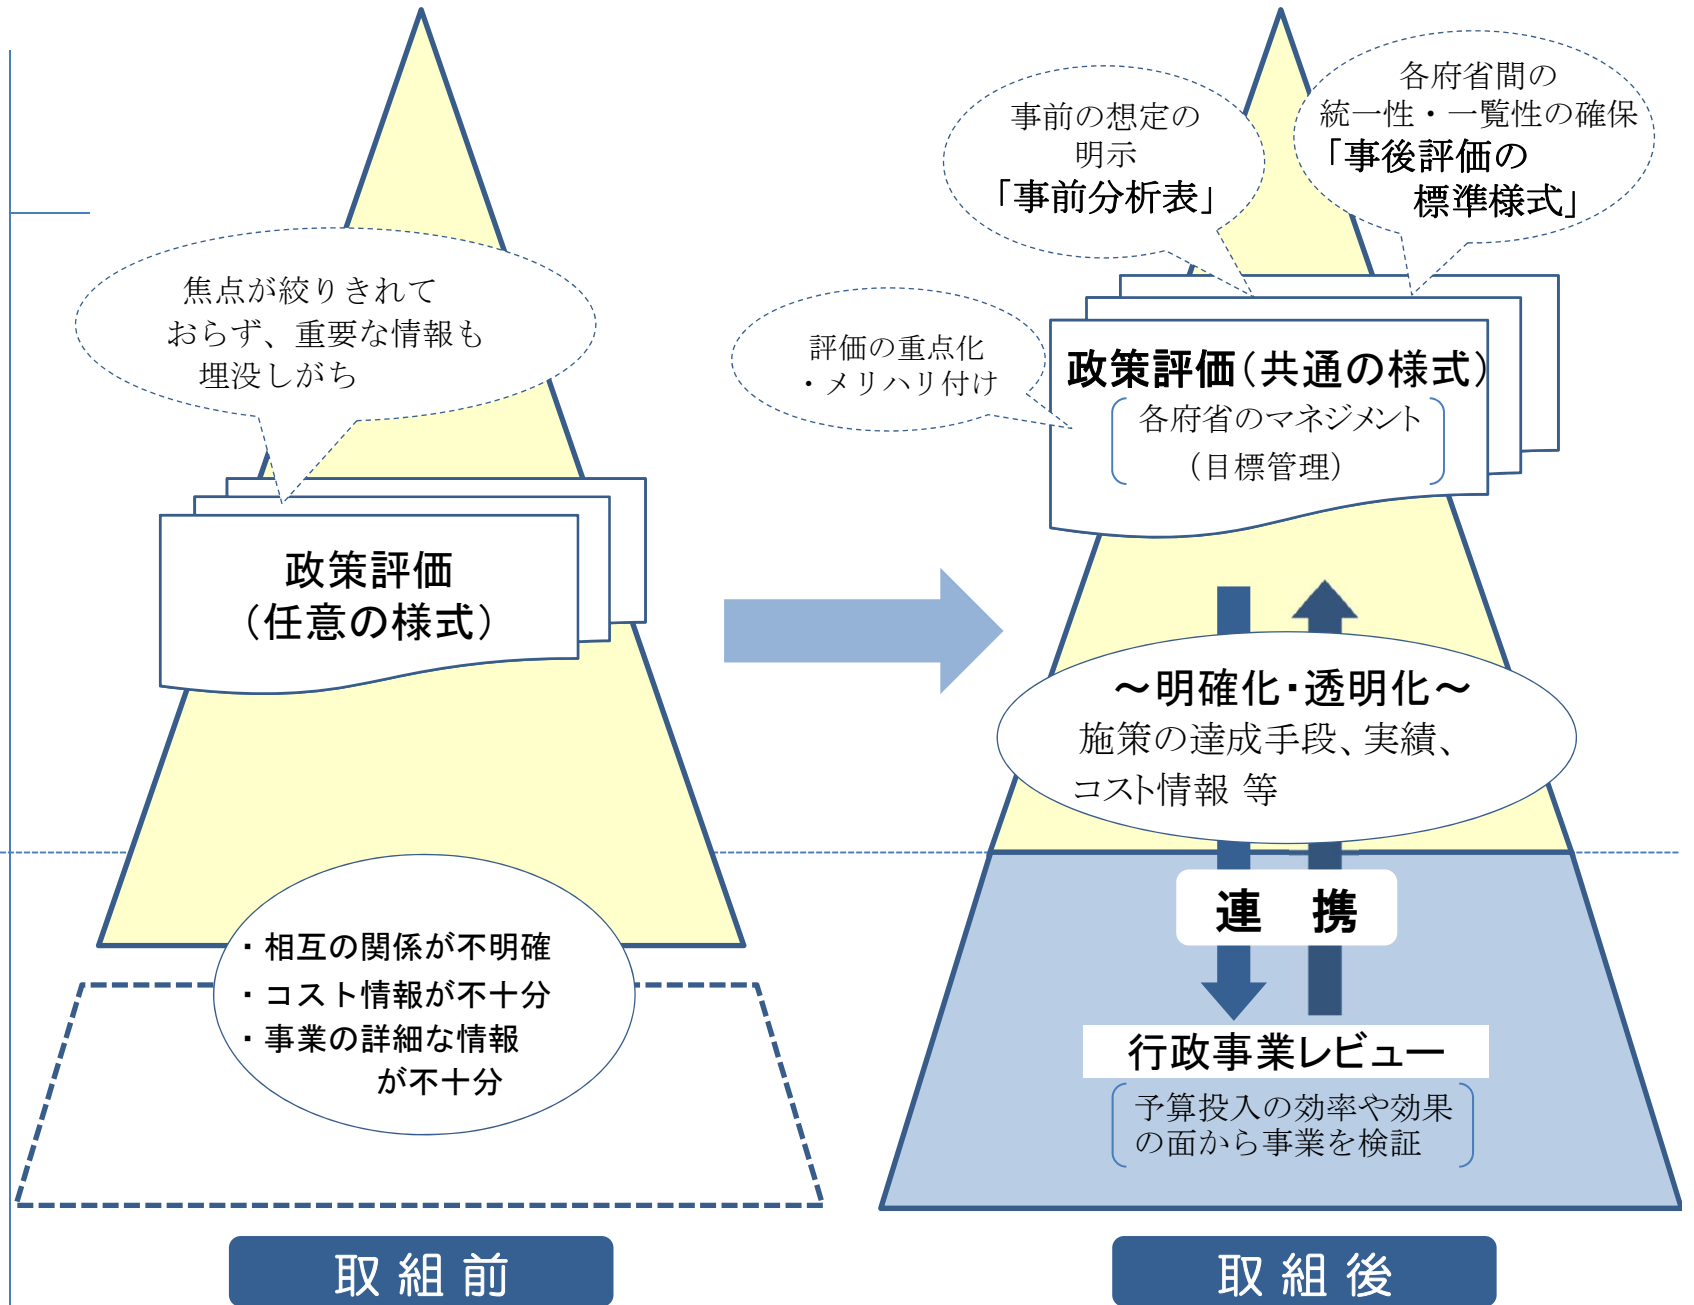 焦点が絞りきれて
おらず、重要な情報も
埋没しがち
政策評価
（任意の様式）
・相互の関係が不明確
・コスト情報が不十分
・事業の詳細な情報
が不十分
取組前
事前の想定の
明示
「事前分析表」
各府省間の
統一性・一覧性の確保
「事後評価の
標準様式」
評価の重点化
・メリハリ付け
政策評価（共通の様式）
各府省のマネジメント
（目標管理）
～明確化・透明化～
施策の達成手段、実績、
コスト情報 等
連 携
行政事業レビュー
予算投入の効率や効果
の面から事業を検証
取組後